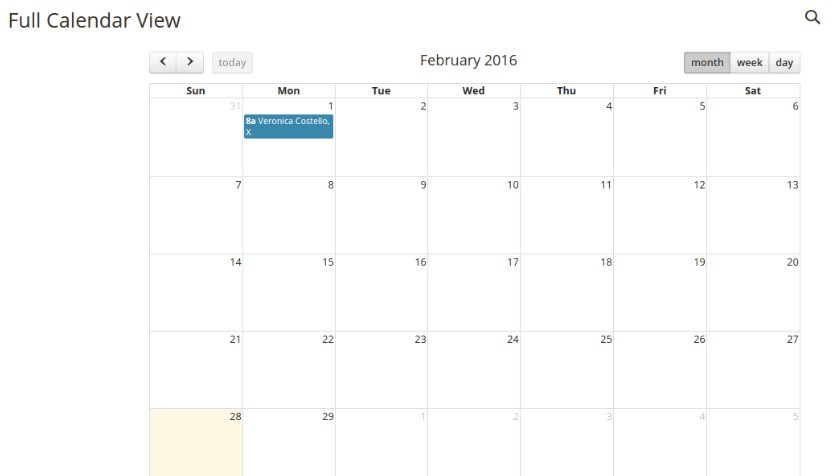 Full Calendar View
today
February 2016
month week day
Sun Mon Tue Wed Thu Fri Sat
31 1 2 3 4 5 6
8a Veronica Costello,
X
7 8 9 10 11 12 13
14 15 16 17 18 19 20
21 22 23 24 25 26 27
28 29 1 2 3 4 5